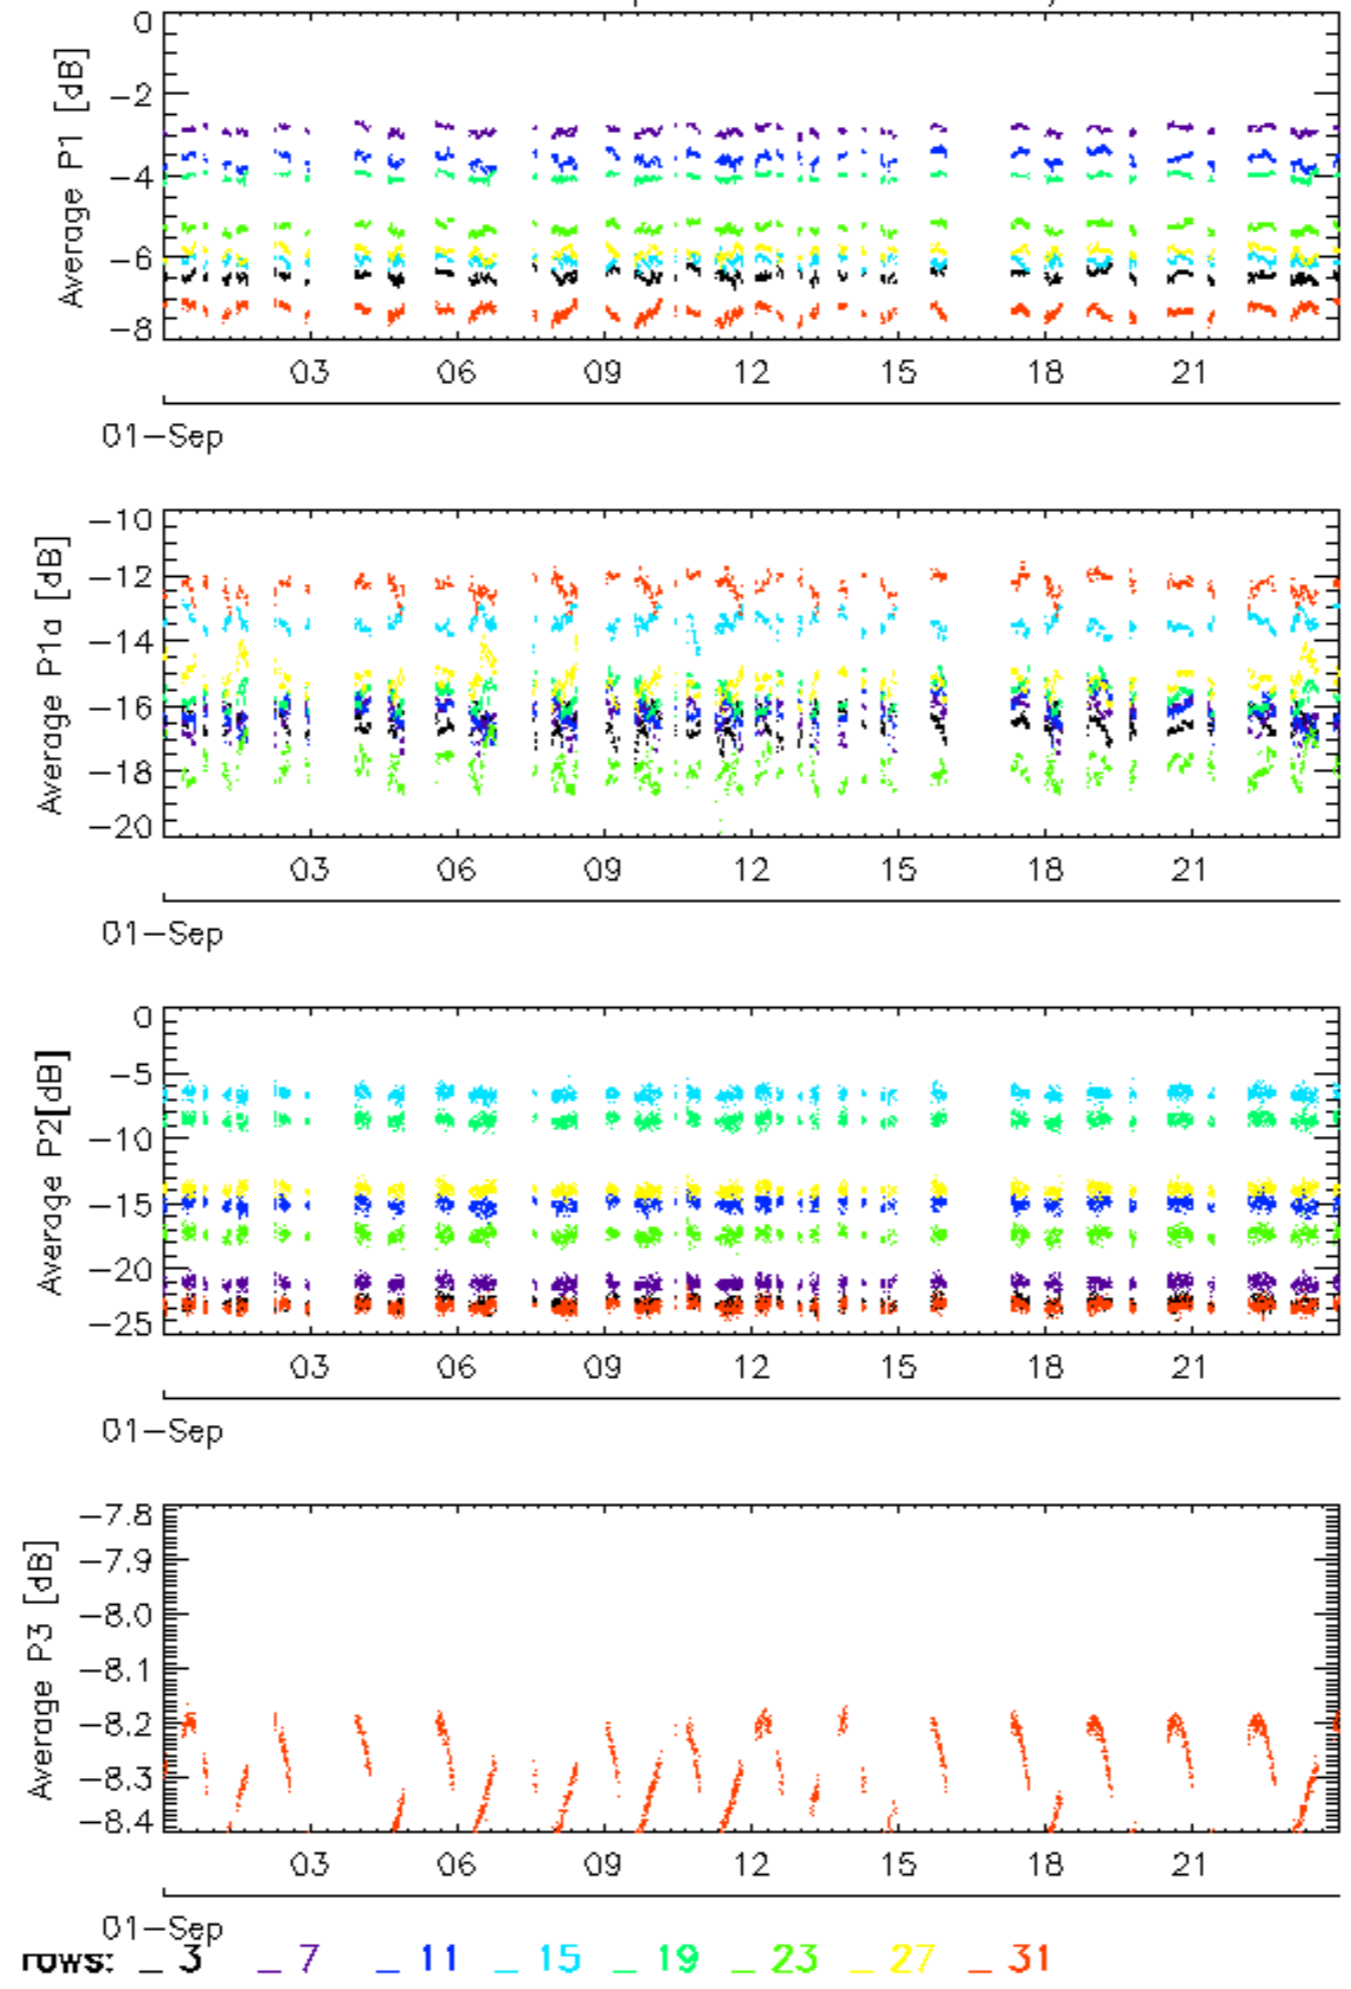 0
−2
−4
−6
−8
Average P1 [dB]
03 06 09 12 15 18 21
01−Sep
−10
−12
−14
−16
−18
−20
Average P1a [dB]
03 06 09 12 15 18 21
01−Sep
0
−5
−10
−15
−20
−25
Average P2[dB]
03 06 09 12 15 18 21
01−Sep
−7.8
−7.9
−8.0
−8.1
−8.2
−8.3
−8.4
Average P3 [dB]
03 06 09 12 15 18 21
01−Sep
rows: _ 3 _ 7 _ 11 _ 15 _ 19 _ 23 _ 27 _ 31